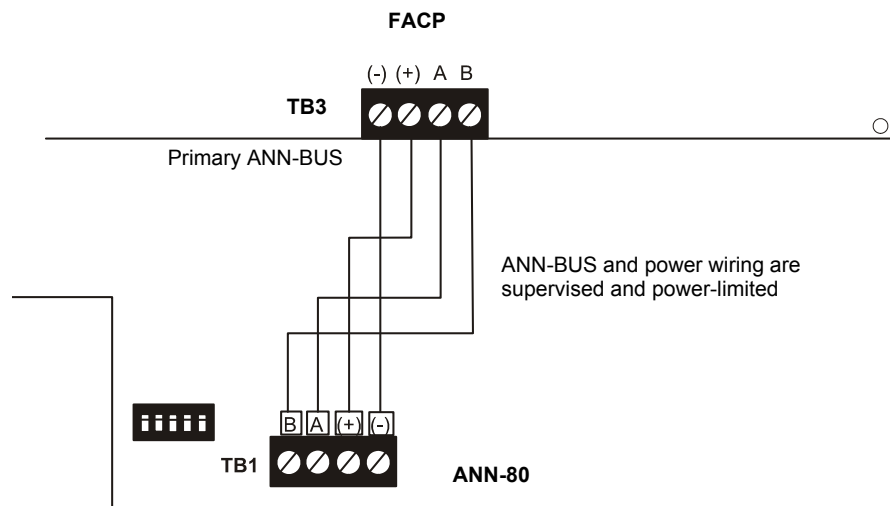 FACP
(-) (+) A B
TB3
Primary ANN-BUS
ANN-BUS and power wiring are
supervised and power-limited
B A (+) (-)
TB1
ANN-80